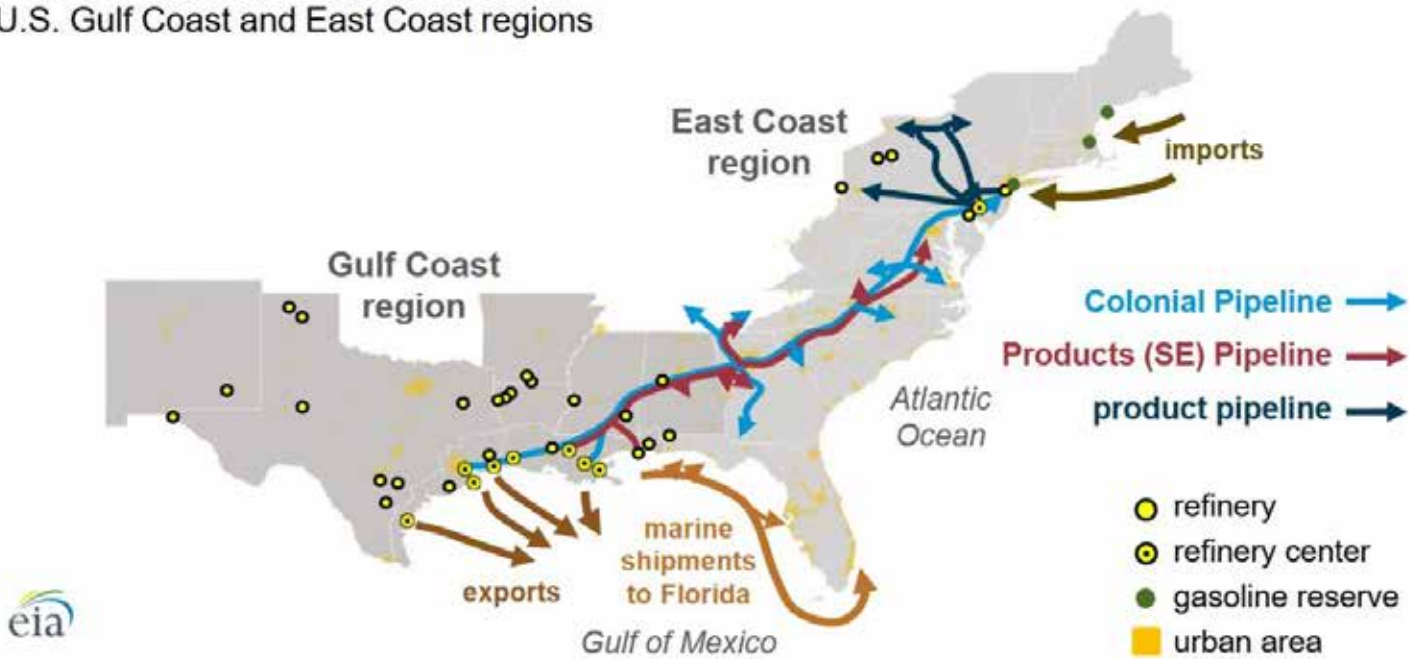 U.S. Gulf Coast and East Coast regions
East Coast
region
imports
Gulf Coast
region
Colonial Pipeline
Products (SE) Pipeline
product pipeline
Atlantic
Ocean
refinery
refinery center
gasoline reserve
urban area
marine
shipments
to Florida
exports
Gulf of Mexico
eia